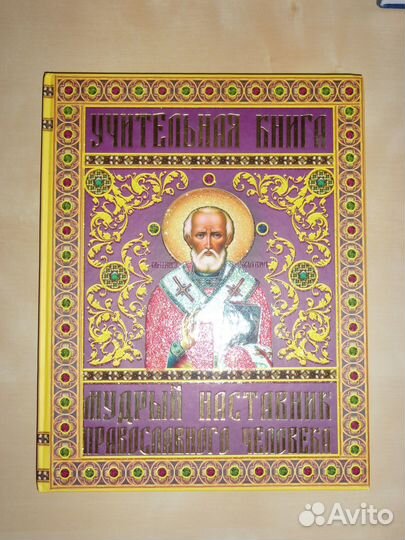 УЧИТЕЛЬНАЯ КНИГА
МУДРЫЙ НАСТАВНИК
ПРАВОСЛАВНОГО ЧЕЛОВЕКА
Avito